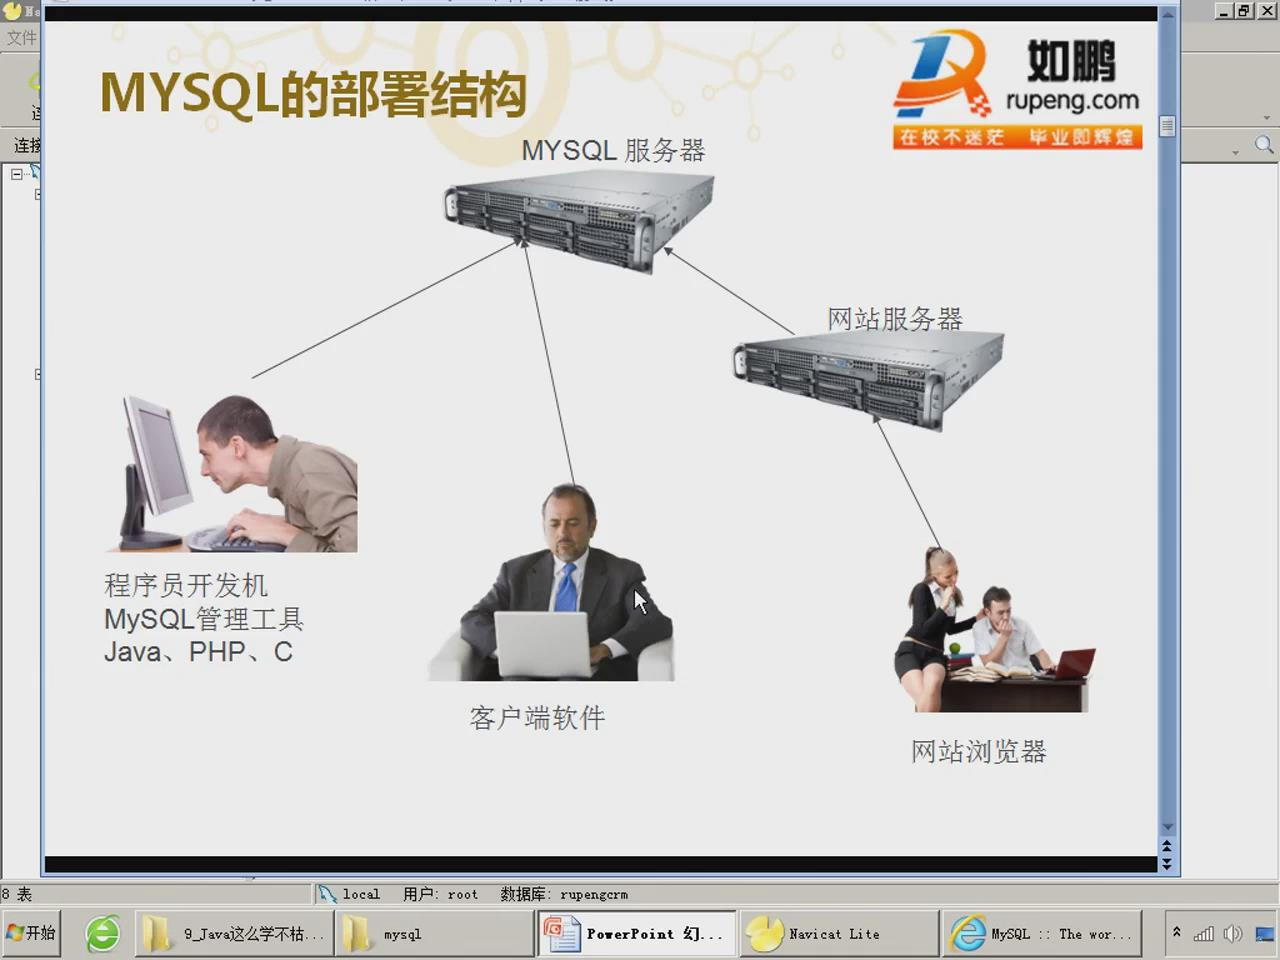 文件
MYSQL的部署结构
如鹏
rupeng.com
在校不迷茫 毕业即辉煌
连接
MYSQL 服务器
网站服务器
程序员开发机
MySQL管理工具
Java、PHP、C
客户端软件
网站浏览器
8 表
local 用户: root 数据库: rupengcrm
开始
9_Java这么学不枯...
mysql
PowerPoint 幻...
Navicat Lite
MySQL :: The wor...